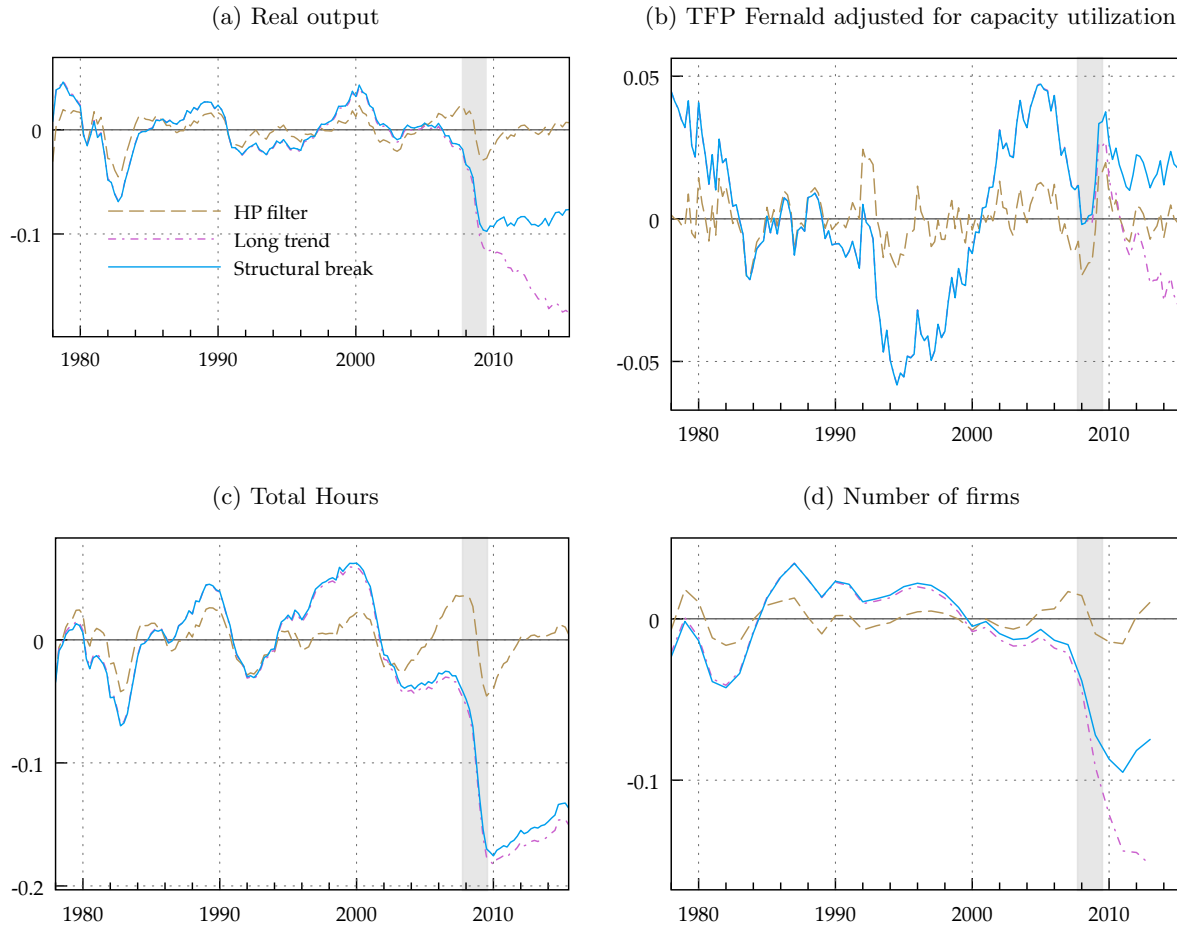 (a) Real output
0
-0.1
HP filter
Long trend
Structural break
1980 1990 2000 2010
(b) TFP Fernald adjusted for capacity utilization
0.05
0
-0.05
1980 1990 2000 2010
(c) Total Hours
0
-0.1
-0.2
1980 1990 2000 2010
(d) Number of firms
0
-0.1
1980 1990 2000 2010